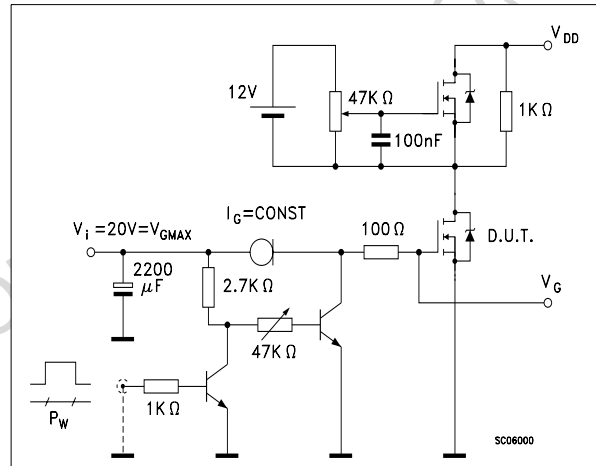 V_DD
12V
47K Ω
1K Ω
100nF
I_G=CONST
V_i =20V=V_GMAX
100Ω
D.U.T.
2200
μF
2.7K Ω
V_G
47K Ω
1K Ω
P_W
SC06000